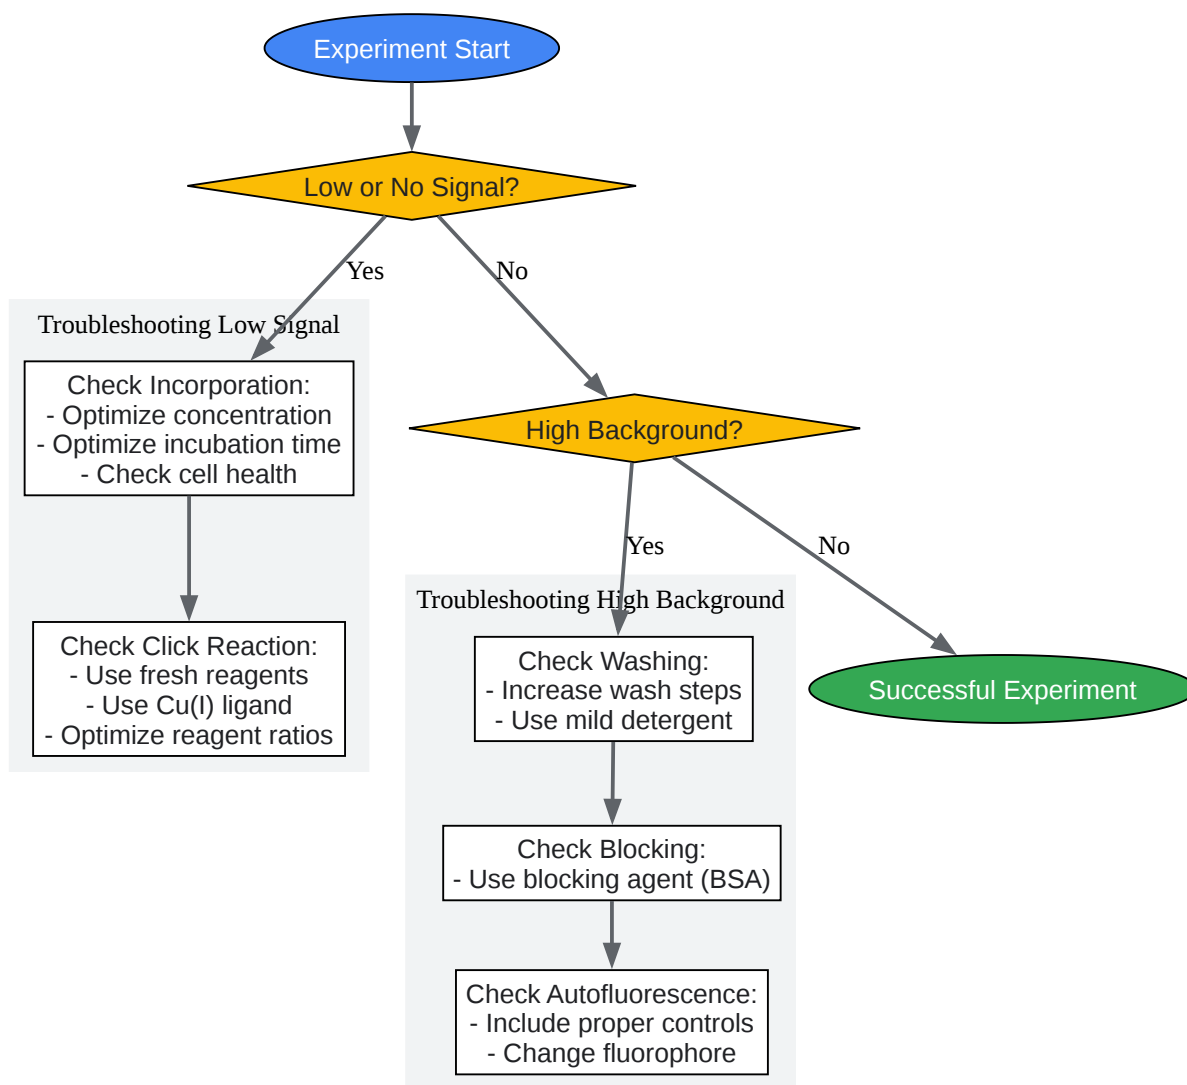 Experiment Start
Low or No Signal?
Yes
No
Troubleshooting Low Signal
Check Incorporation:
- Optimize concentration
- Optimize incubation time
- Check cell health
Check Click Reaction:
- Use fresh reagents
- Use Cu(I) ligand
- Optimize reagent ratios
High Background?
Yes
No
Troubleshooting High Background
Check Washing:
- Increase wash steps
- Use mild detergent
Check Blocking:
- Use blocking agent (BSA)
Check Autofluorescence:
- Include proper controls
- Change fluorophore
Successful Experiment